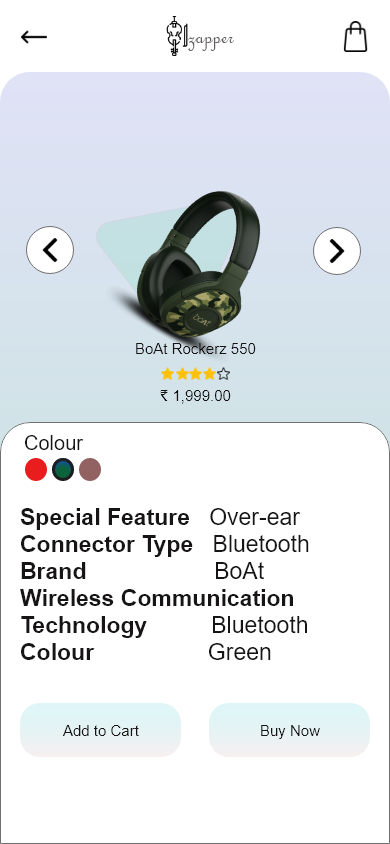 zapper
boAt
BoAt Rockerz 550
₹ 1,999.00
Colour
Special Feature Over-ear
Connector Type Bluetooth
Brand BoAt
Wireless Communication
Technology Bluetooth
Colour Green
Add to Cart Buy Now